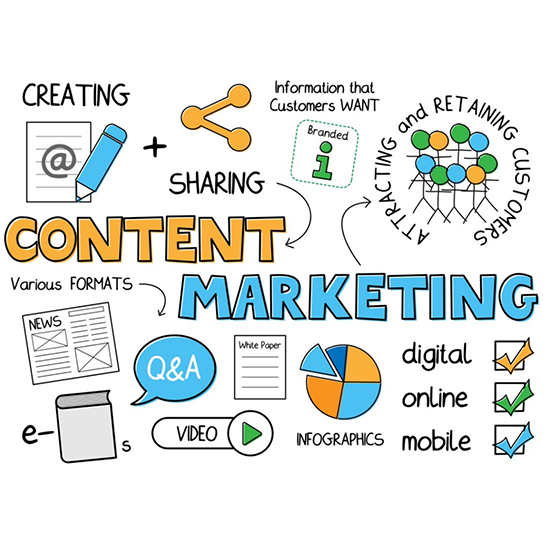 CREATING
@
+
SHARING
Information that
Customers WANT
Branded
i
ATTRACTING and RETAINING CUSTOMERS
CONTENT
MARKETING
Various FORMATS
NEWS
Q&A
White Paper
e-
s
VIDEO
INFOGRAPHICS
digital
online
mobile